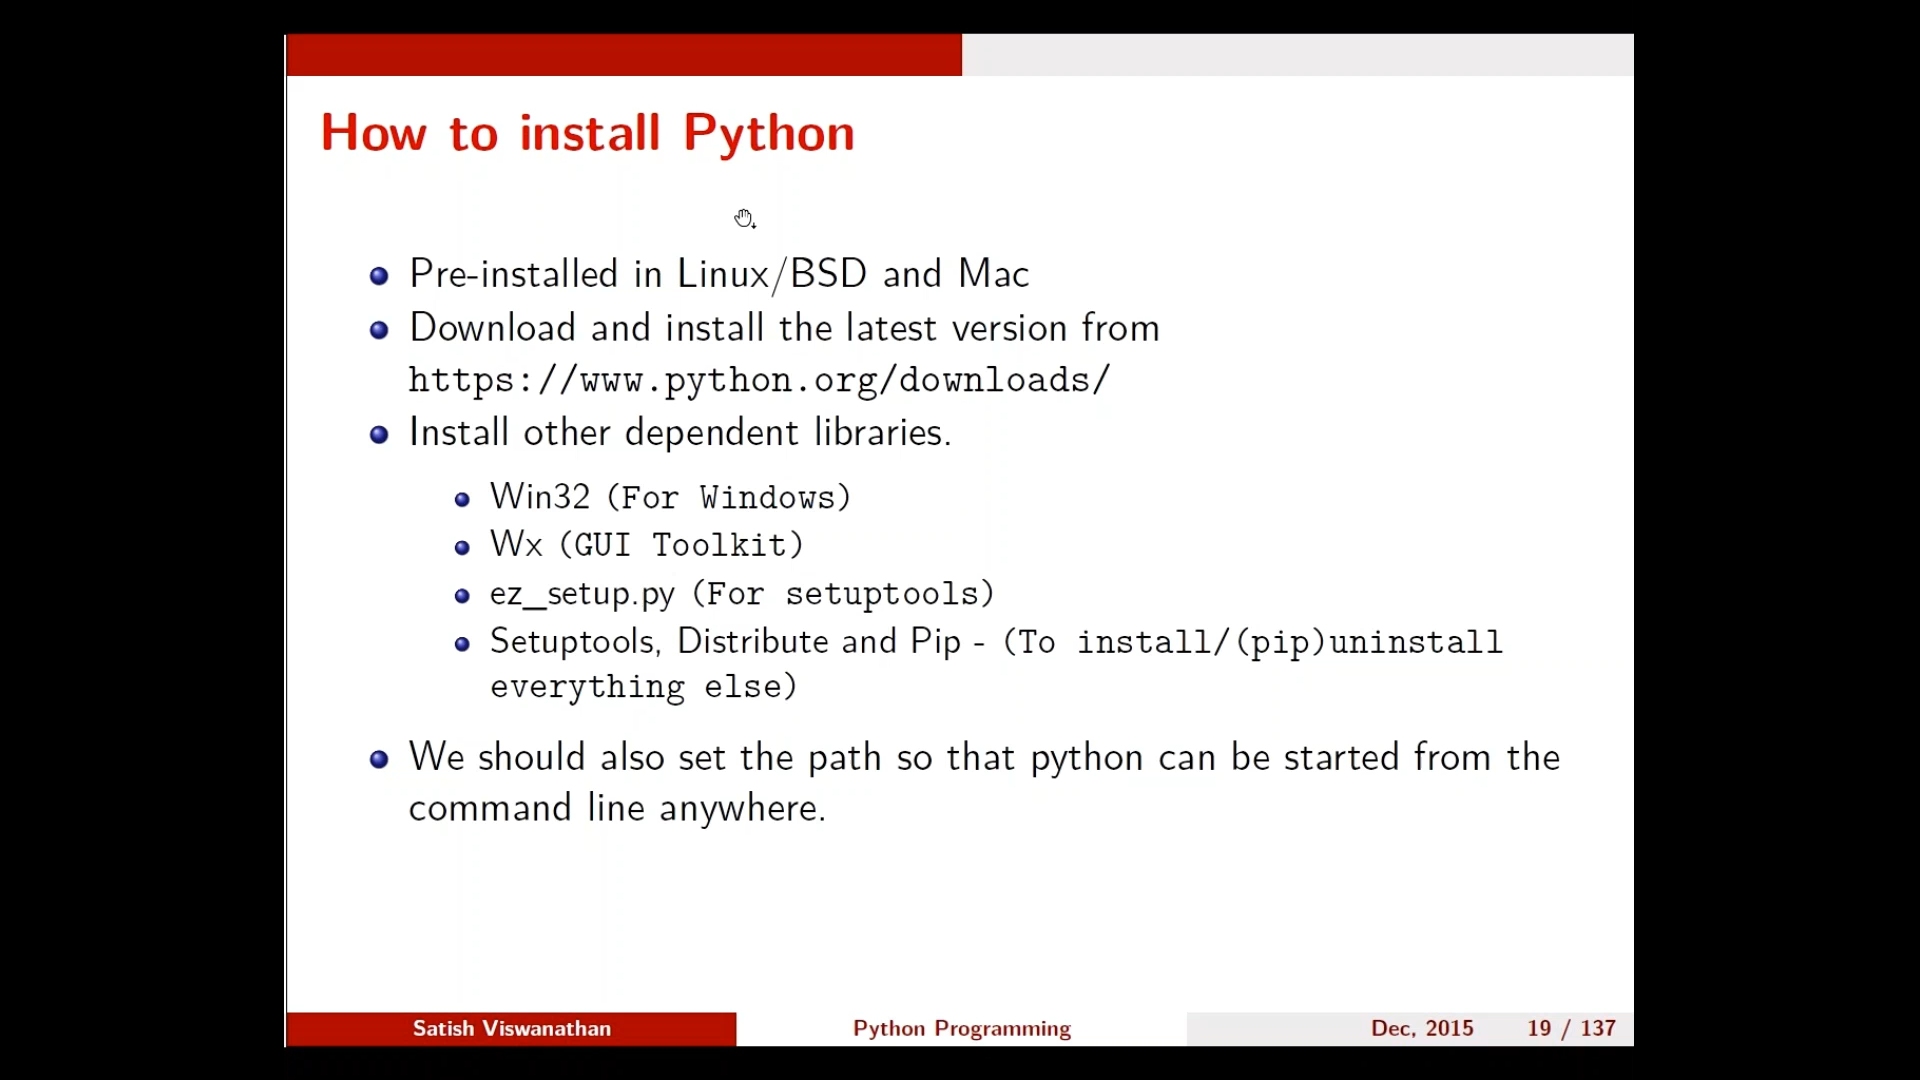 How to install Python
Pre-installed in Linux/BSD and Mac
Download and install the latest version from
https://www.python.org/downloads/
Install other dependent libraries.
Win32 (For Windows)
Wx (GUI Toolkit)
ez_setup.py (For setuptools)
Setuptools, Distribute and Pip - (To install/(pip)uninstall
everything else)
We should also set the path so that python can be started from the
command line anywhere.
Satish Viswanathan Python Programming Dec, 2015 19 / 137